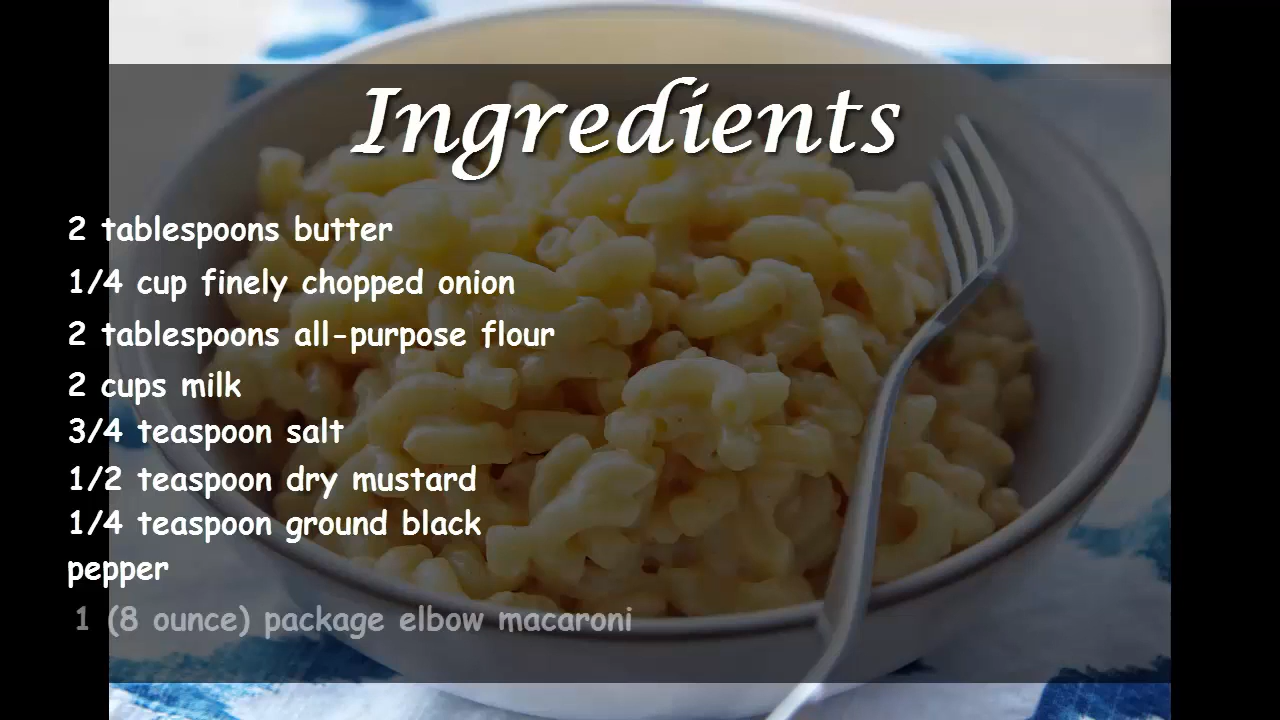 Ingredients
2 tablespoons butter
1/4 cup finely chopped onion
2 tablespoons all-purpose flour
2 cups milk
3/4 teaspoon salt
1/2 teaspoon dry mustard
1/4 teaspoon ground black
pepper
1 (8 ounce) package elbow macaroni